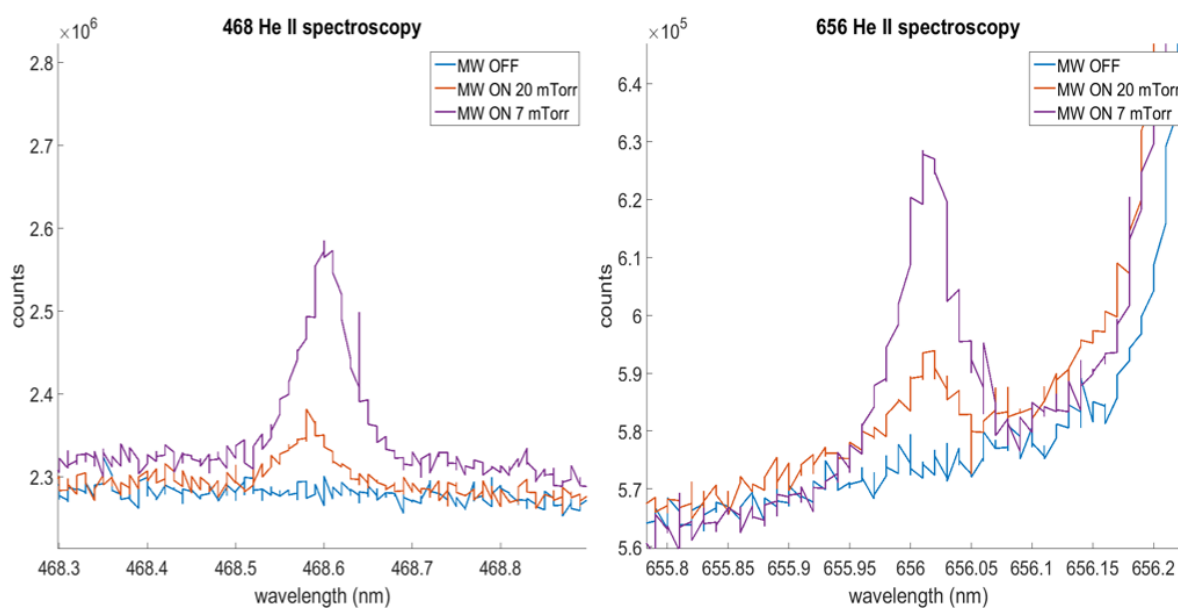 468 He II spectroscopy
×10⁶
2.8
2.7
2.6
2.5
2.4
2.3
counts
468.3 468.4 468.5 468.6 468.7 468.8
wavelength (nm)
MW OFF
MW ON 20 mTorr
MW ON 7 mTorr
656 He II spectroscopy
×10⁵
6.4
6.3
6.2
6.1
6
5.9
5.8
5.7
5.6
counts
655.8 655.85 655.9 655.95 656 656.05 656.1 656.15 656.2
wavelength (nm)
MW OFF
MW ON 20 mTorr
MW ON 7 mTorr